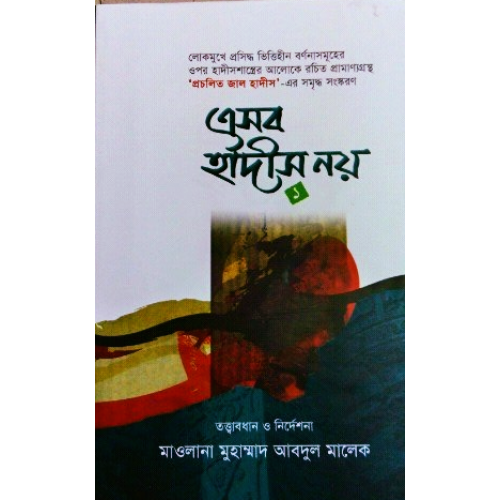 লোকমুখে প্রসিদ্ধ ভিত্তিহীন বর্ণনাসমূহের
ওপর হাদীসশাস্ত্রের আলোকে রচিত প্রামাণ্যগ্রন্থ
'প্রচলিত জাল হাদীস'-এর সমৃদ্ধ সংস্করণ
এসব
হাদীস নয়
১
তত্ত্বাবধান ও নির্দেশনা
মাওলানা মুহাম্মাদ আবদুল মালেক